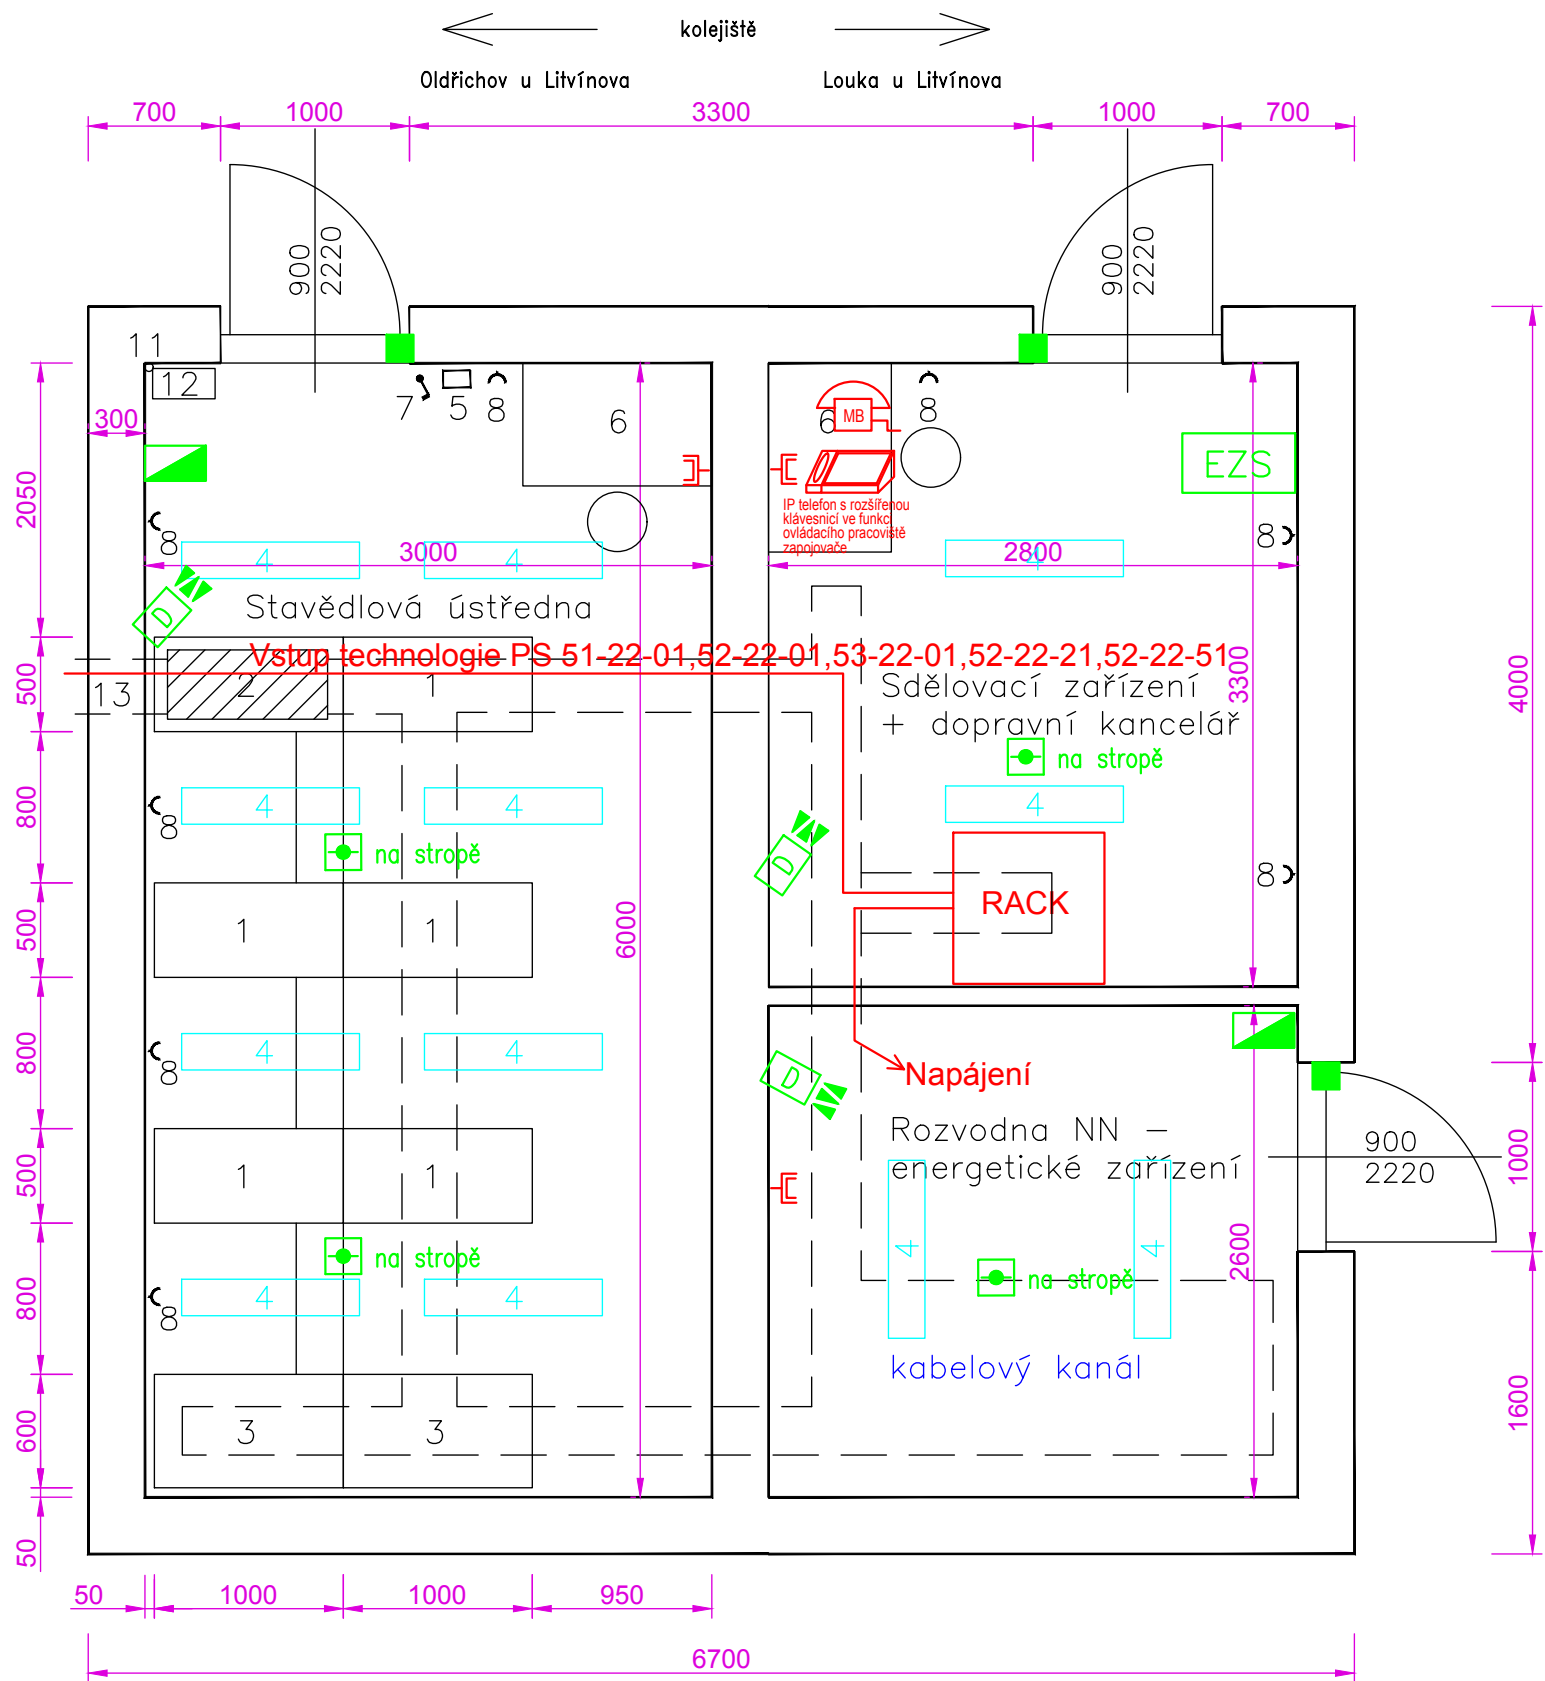 kolejiště
Oldřichov u Litvínova
Louka u Litvínova
700
1000
3300
1000
700
900
2220
900
2220
11
12
300
7
5
8
6
6
MB
8
EZS
IP telefon s rozšířenou
klávesnicí ve funkci
ovládacího pracoviště
zapojovače
2050
8
8
4
3000
4
2800
4
D
Stavědlová ústředna
Vstup technologie PS 51-22-01,52-22-01,53-22-01,52-22-21,52-22-51
500
13
2
1
Sdělovací zařízení
+ dopravní kancelář
3300
4000
na stropě
800
4
4
8
4
na stropě
D
8
RACK
500
1
1
6000
800
4
4
8
D
Napájení
Rozvodna NN –
energetické zařízení
900
2220
1000
500
1
1
4
4
2600
na stropě
na stropě
800
4
4
8
kabelový kanál
1600
600
3
3
50
50
1000
1000
950
6700